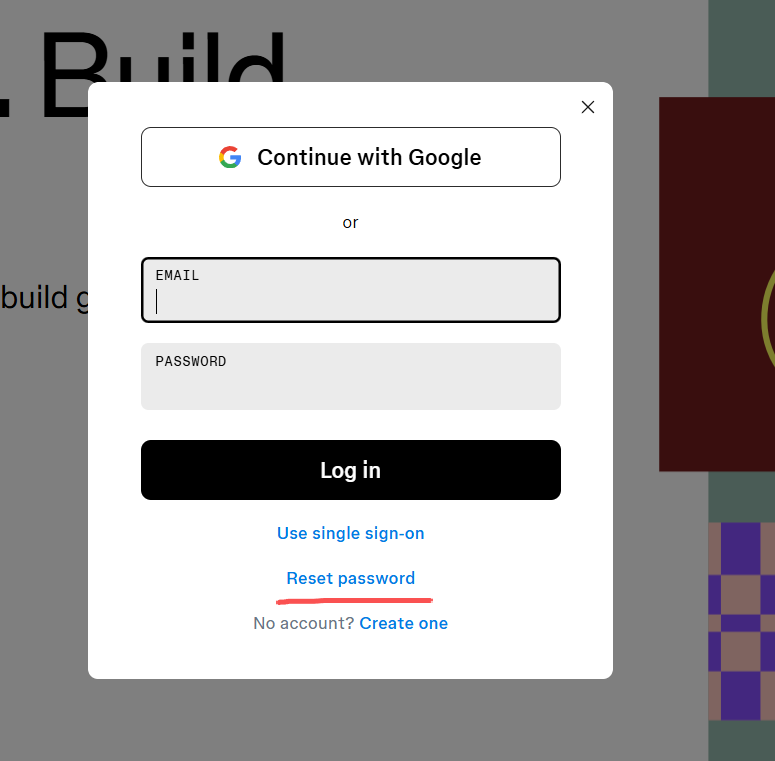 . Build
build g
Continue with Google
or
EMAIL
PASSWORD
Log in
Use single sign-on
Reset password
No account? Create one